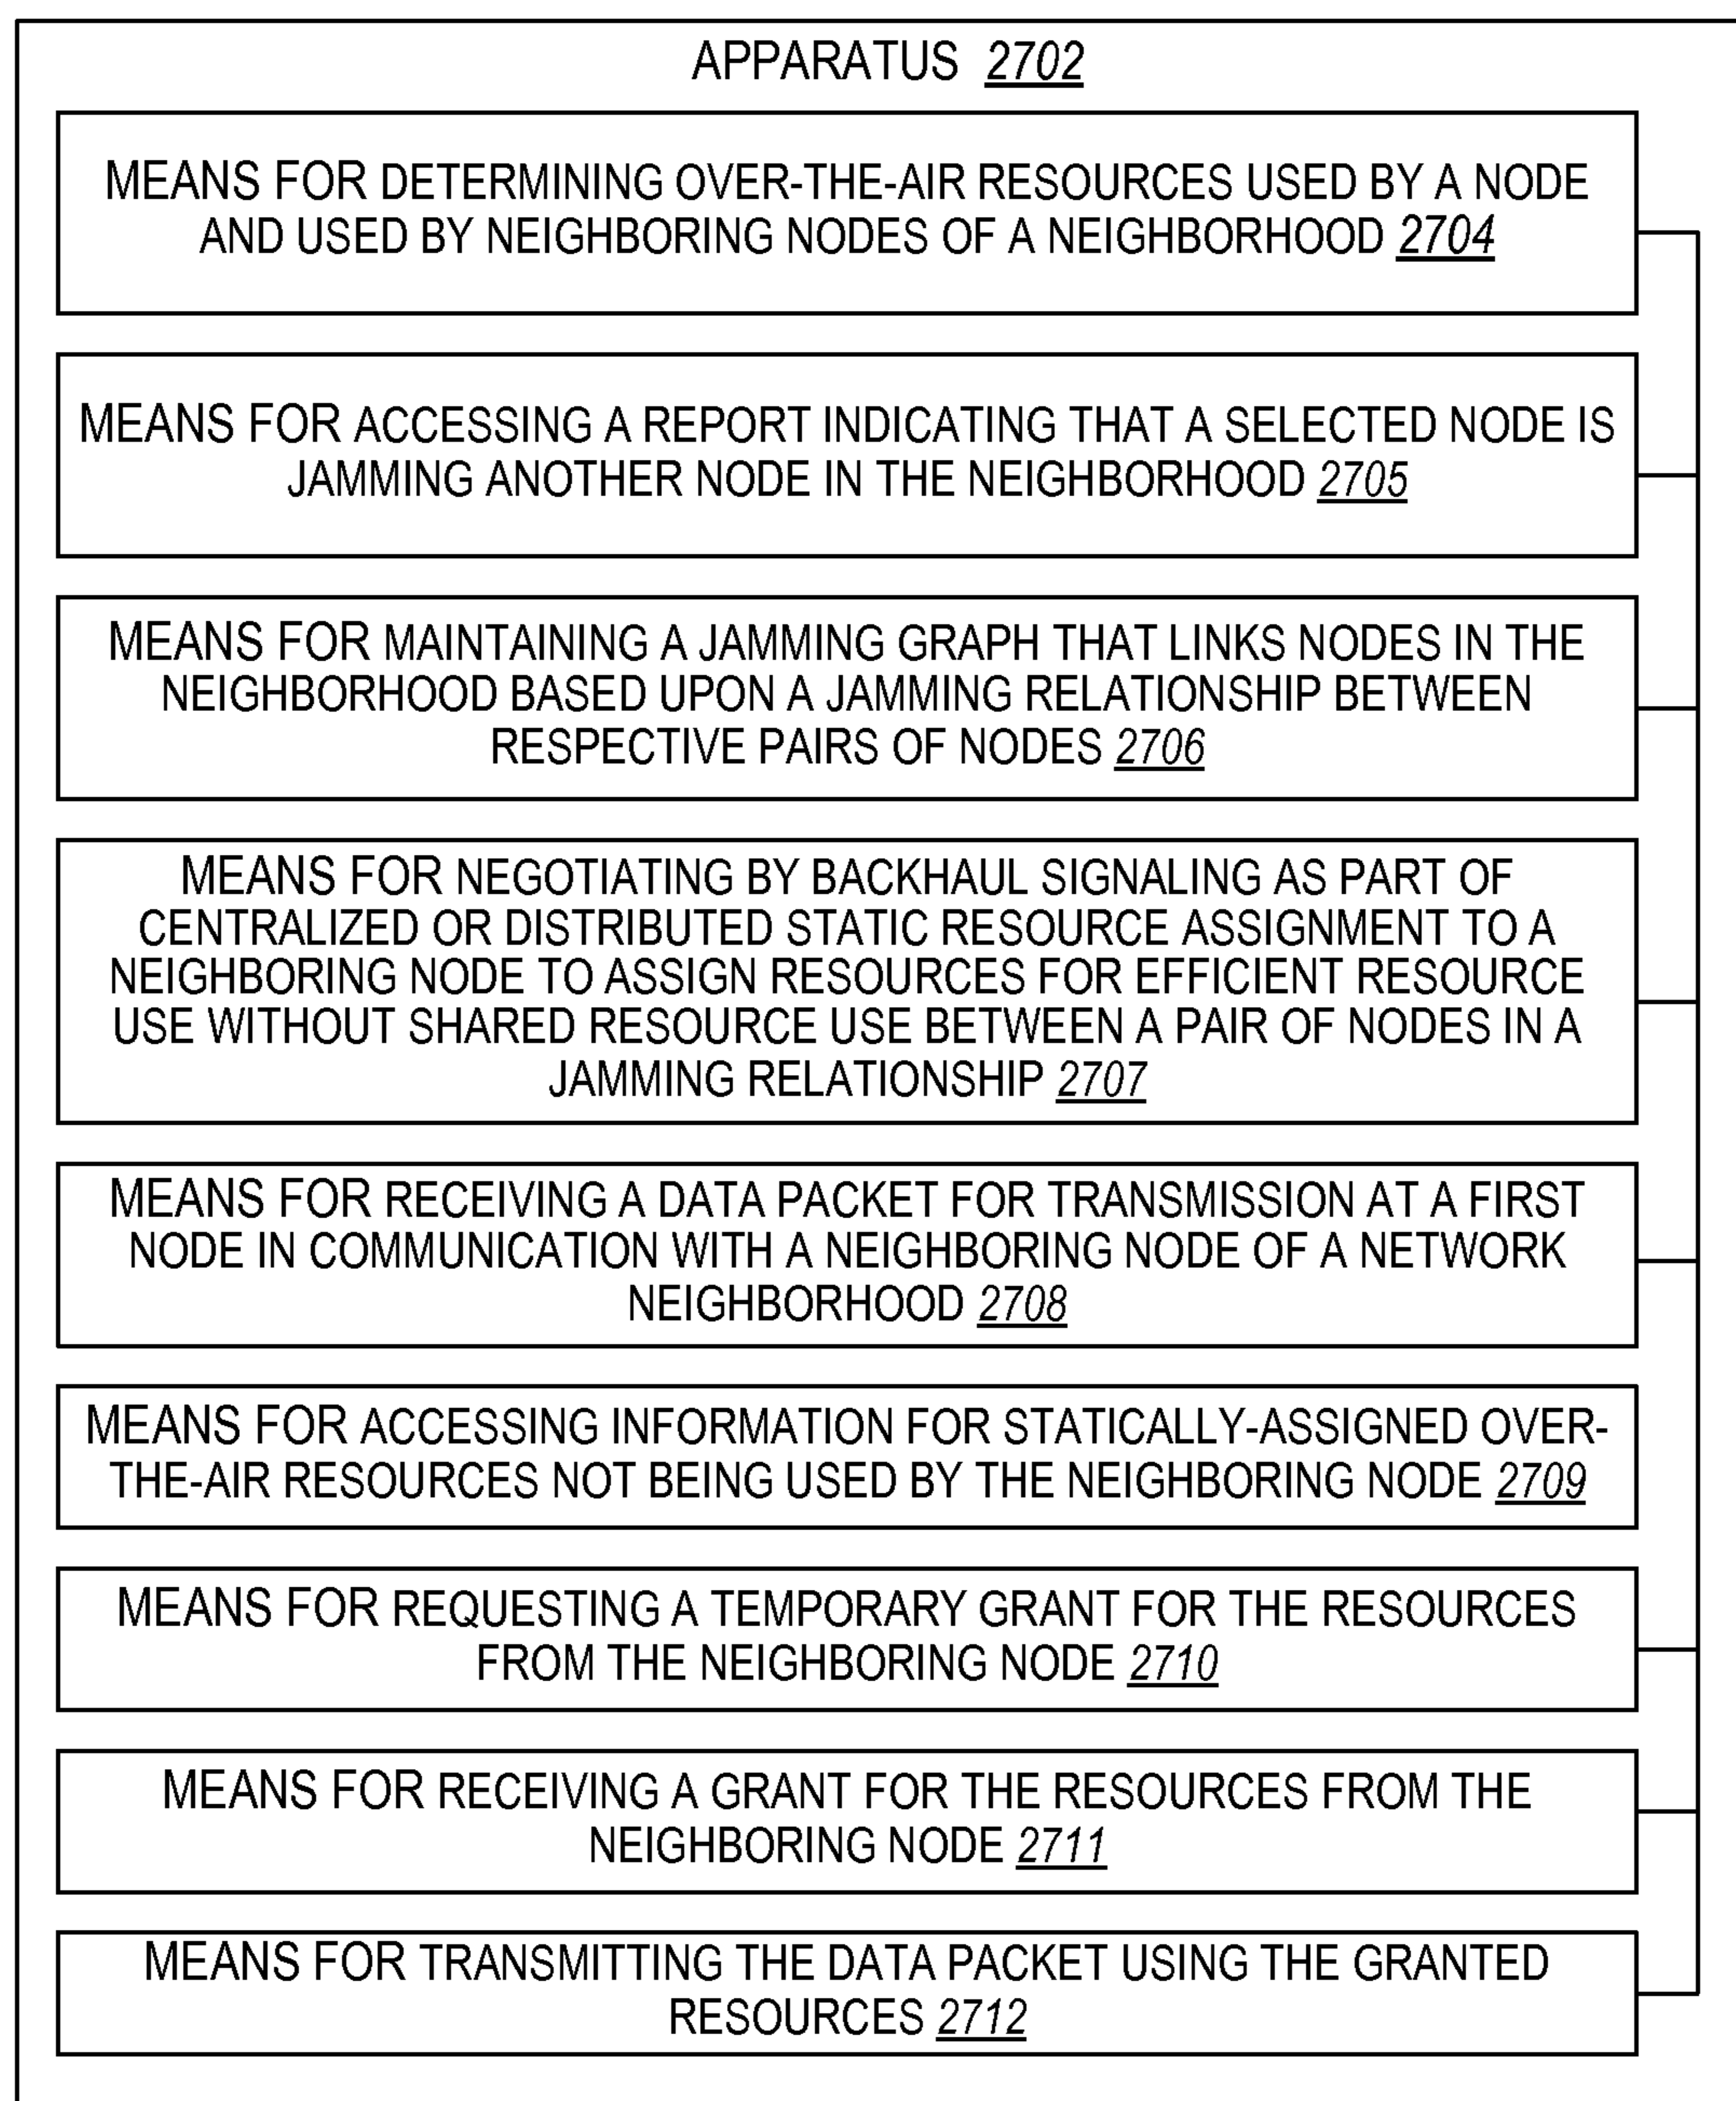 APPARATUS 2702
MEANS FOR DETERMINING OVER-THE-AIR RESOURCES USED BY A NODE
AND USED BY NEIGHBORING NODES OF A NEIGHBORHOOD 2704
MEANS FOR ACCESSING A REPORT INDICATING THAT A SELECTED NODE IS
JAMMING ANOTHER NODE IN THE NEIGHBORHOOD 2705
MEANS FOR MAINTAINING A JAMMING GRAPH THAT LINKS NODES IN THE
NEIGHBORHOOD BASED UPON A JAMMING RELATIONSHIP BETWEEN
RESPECTIVE PAIRS OF NODES 2706
MEANS FOR NEGOTIATING BY BACKHAUL SIGNALING AS PART OF
CENTRALIZED OR DISTRIBUTED STATIC RESOURCE ASSIGNMENT TO A
NEIGHBORING NODE TO ASSIGN RESOURCES FOR EFFICIENT RESOURCE
USE WITHOUT SHARED RESOURCE USE BETWEEN A PAIR OF NODES IN A
JAMMING RELATIONSHIP 2707
MEANS FOR RECEIVING A DATA PACKET FOR TRANSMISSION AT A FIRST
NODE IN COMMUNICATION WITH A NEIGHBORING NODE OF A NETWORK
NEIGHBORHOOD 2708
MEANS FOR ACCESSING INFORMATION FOR STATICALLY-ASSIGNED OVER-
THE-AIR RESOURCES NOT BEING USED BY THE NEIGHBORING NODE 2709
MEANS FOR REQUESTING A TEMPORARY GRANT FOR THE RESOURCES
FROM THE NEIGHBORING NODE 2710
MEANS FOR RECEIVING A GRANT FOR THE RESOURCES FROM THE
NEIGHBORING NODE 2711
MEANS FOR TRANSMITTING THE DATA PACKET USING THE GRANTED
RESOURCES 2712